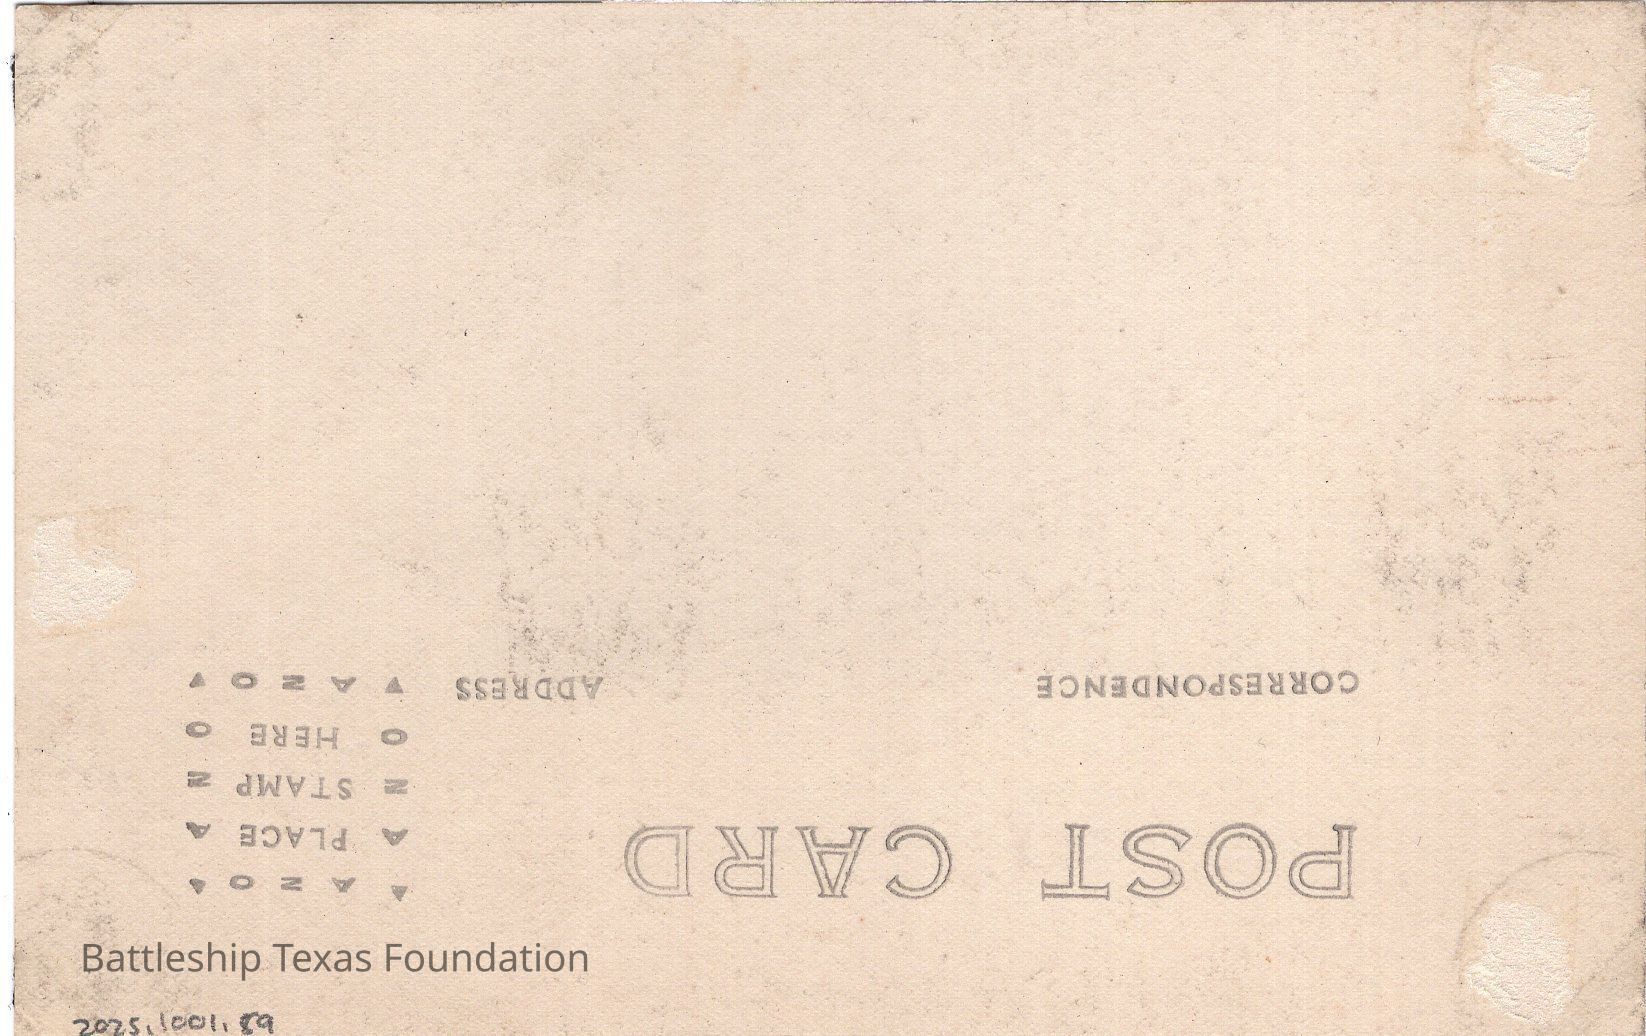 POST CARD
▲ A Z O ▲
A PLACE A
Z STAMP Z
O HERE O
▼ A Z O ▼
CORRESPONDENCE
ADDRESS
Battleship Texas Foundation
2025.1001.59